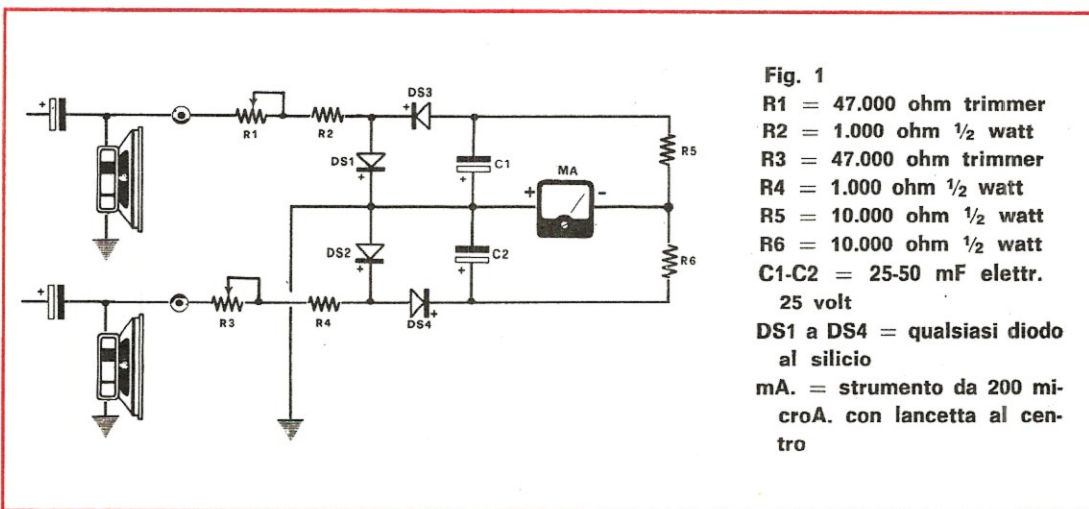 Fig. 1
R1 = 47.000 ohm trimmer
R2 = 1.000 ohm ½ watt
R3 = 47.000 ohm trimmer
R4 = 1.000 ohm ½ watt
R5 = 10.000 ohm ½ watt
R6 = 10.000 ohm ½ watt
C1-C2 = 25-50 mF elettr.
25 volt
DS1 a DS4 = qualsiasi diodo
al silicio
mA. = strumento da 200 mi-
croA. con lancetta al cen-
tro
+
R1
R2
DS3
+
DS1
+
C1
+
R5
+ MA -
DS2
+
C2
+
R6
+
R3
R4
DS4
+